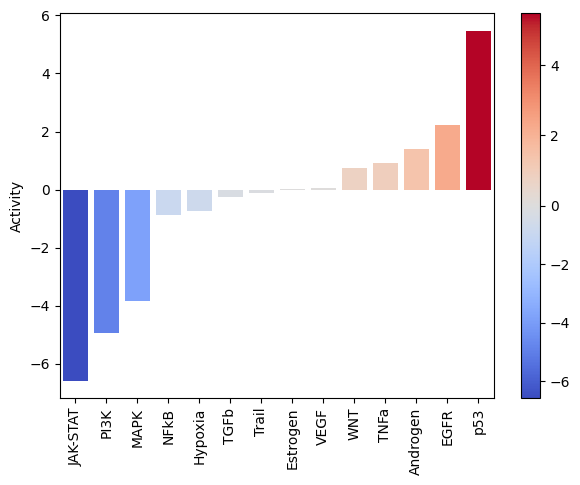 Activity
6
4
2
0
−2
−4
−6
JAK-STAT
PI3K
MAPK
NFkB
Hypoxia
TGFb
Trail
Estrogen
VEGF
WNT
TNFa
Androgen
EGFR
p53
4
2
0
−2
−4
−6